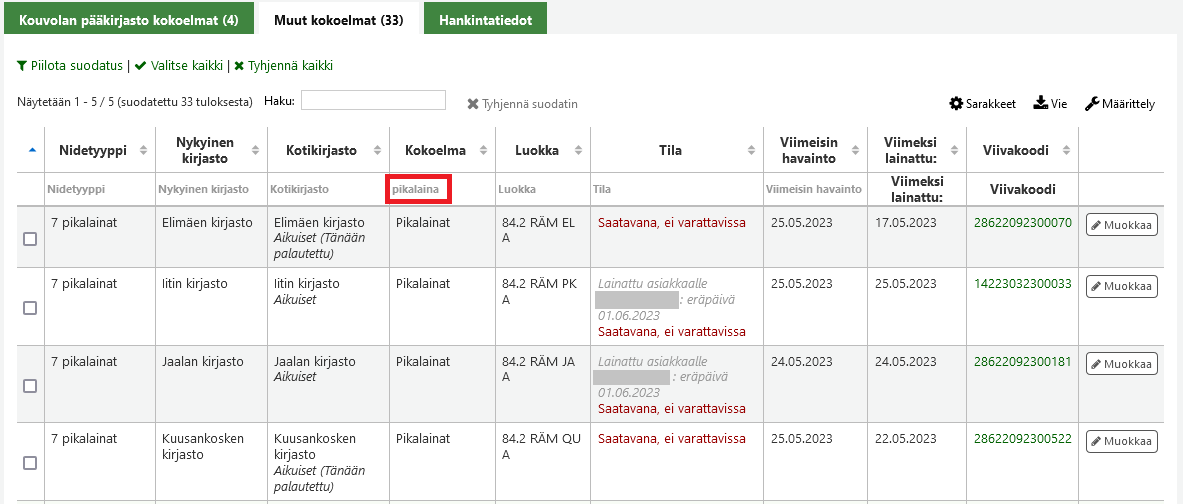 Kouvolan pääkirjasto kokoelmat (4) Muut kokoelmat (33) Hankintatiedot
Piilota suodatus | Valitse kaikki | Tyhjennä kaikki
Näytetään 1 - 5 / 5 (suodatettu 33 tuloksesta) Haku: Tyhjennä suodatin Sarakkeet Vie Määrittely
Nidetyyppi Nykyinen kirjasto Kotikirjasto Kokoelma Luokka Tila Viimeisin havainto Viimeksi lainattu: Viivakoodi
Nidetyyppi Nykyinen kirjasto Kotikirjasto pikalaina Luokka Tila Viimeisin havainto Viimeksi lainattu: Viivakoodi
7 pikalainat Elimäen kirjasto Elimäen kirjasto Pikalainat 84.2 RÄM EL Saatavana, ei varattavissa 25.05.2023 17.05.2023 28622092300070 Muokkaa
Aikuiset (Tänään A
palautettu)
7 pikalainat Iitin kirjasto Iitin kirjasto Pikalainat 84.2 RÄM PK Lainattu asiakkaalle 25.05.2023 25.05.2023 14223032300033 Muokkaa
Aikuiset A : eräpäivä
01.06.2023
Saatavana, ei varattavissa
7 pikalainat Jaalan kirjasto Jaalan kirjasto Pikalainat 84.2 RÄM JA Lainattu asiakkaalle 24.05.2023 24.05.2023 28622092300181 Muokkaa
Aikuiset A : eräpäivä
01.06.2023
Saatavana, ei varattavissa
7 pikalainat Kuusankosken Kuusankosken Pikalainat 84.2 RÄM QU Saatavana, ei varattavissa 25.05.2023 22.05.2023 28622092300522 Muokkaa
kirjasto kirjasto A
Aikuiset (Tänään
palautettu)